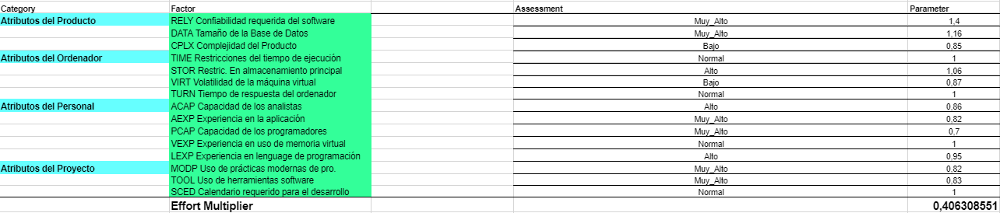 Category Factor Assessment Parameter
Atributos del Producto RELY Confiabilidad requerida del software Muy_Alto 1,4
DATA Tamaño de la Base de Datos Muy_Alto 1,16
CPLX Complejidad del Producto Bajo 0,85
Atributos del Ordenador TIME Restricciones del tiempo de ejecución Normal 1
STOR Restric. En almacenamiento principal Alto 1,06
VIRT Volatilidad de la máquina virtual Bajo 0,87
TURN Tiempo de respuesta del ordenador Normal 1
Atributos del Personal ACAP Capacidad de los analistas Alto 0,86
AEXP Experiencia en la aplicación Muy_Alto 0,82
PCAP Capacidad de los programadores Muy_Alto 0,7
VEXP Experiencia en uso de memoria virtual Normal 1
LEXP Experiencia en lenguage de programación Alto 0,95
Atributos del Proyecto MODP Uso de prácticas modernas de pro. Muy_Alto 0,82
TOOL Uso de herramientas software Muy_Alto 0,83
SCED Calendario requerido para el desarrollo Normal 1
Effort Multiplier 0,406308551